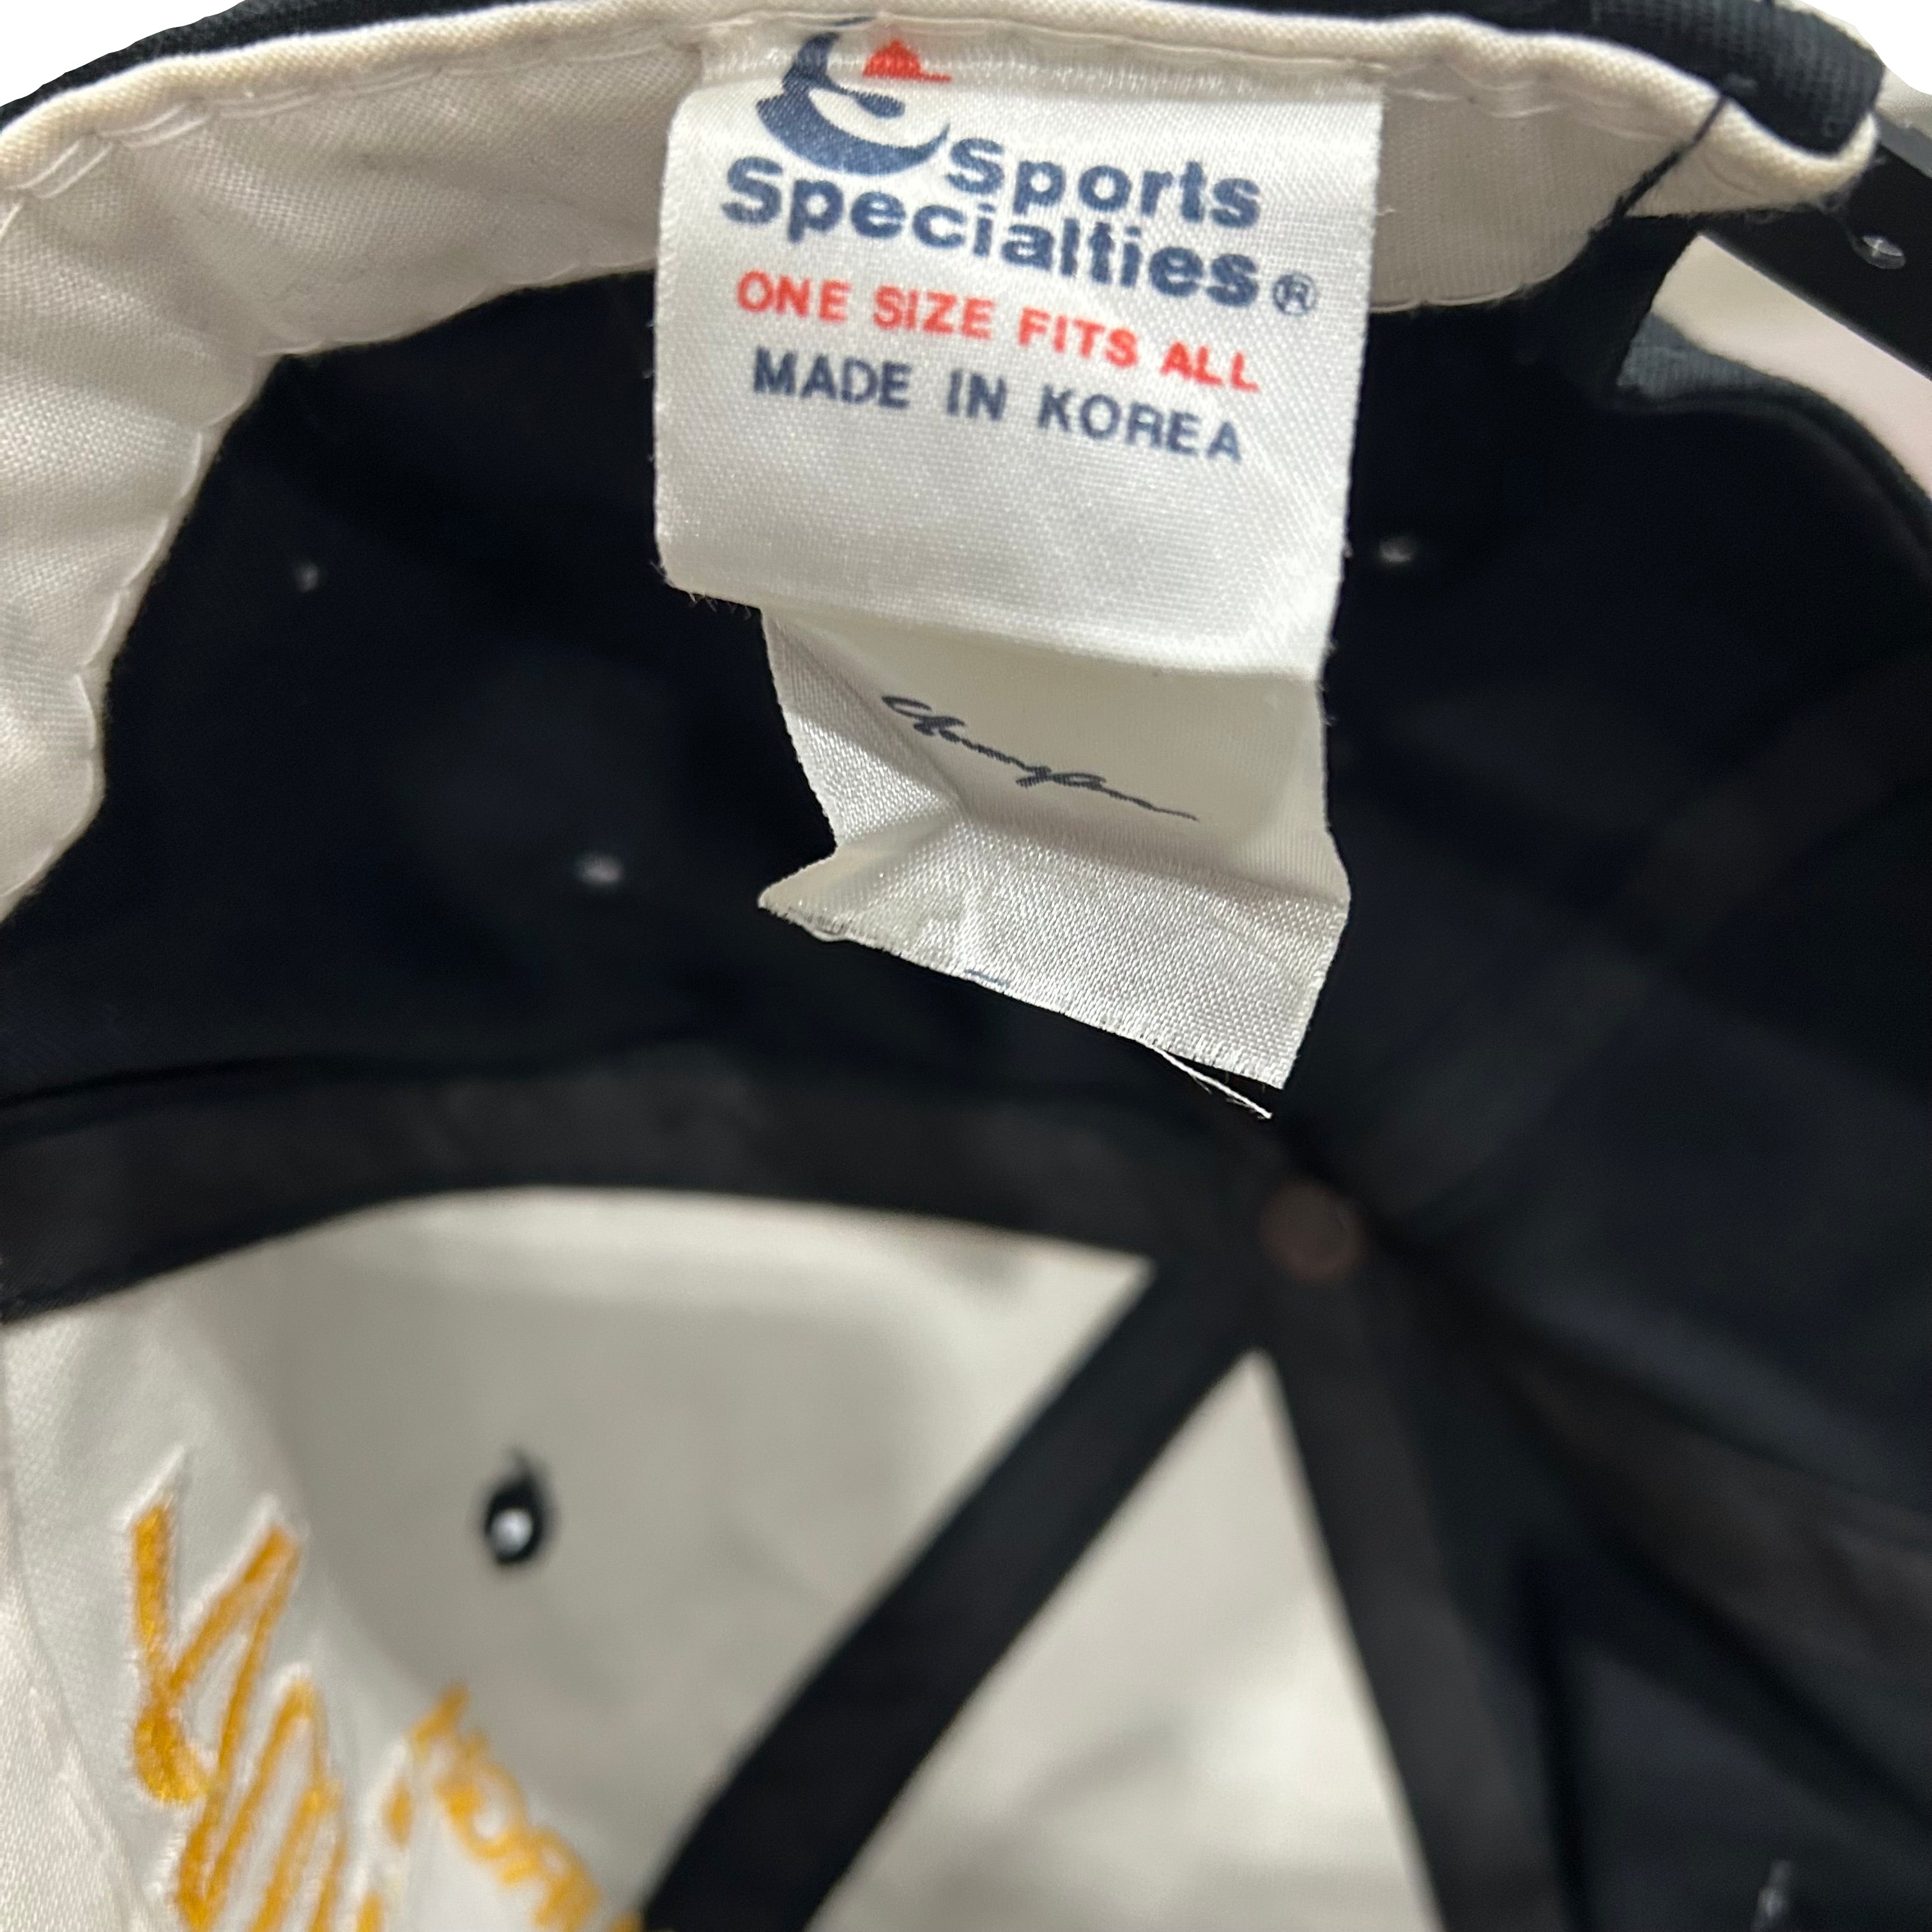 Sports
Specialties®
ONE SIZE FITS ALL
MADE IN KOREA